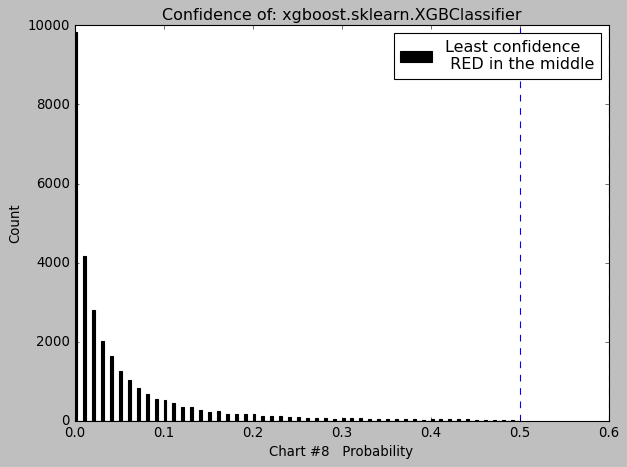 Confidence of: xgboost.sklearn.XGBClassifier
Least confidence
RED in the middle
10000
8000
6000
4000
2000
0
Count
0.0 0.1 0.2 0.3 0.4 0.5 0.6
Chart #8 Probability